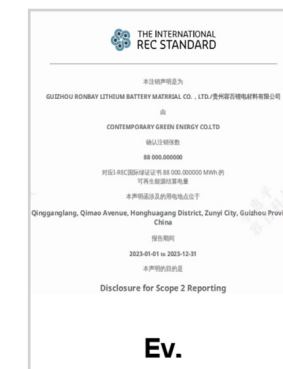 THE INTERNATIONAL
REC STANDARD
本注销声明是为
GUIZHOU RONBAY LITHIUM BATTERY MATRRIAL CO.，LTD./贵州容百锂电材料有限公司
由
CONTEMPORARY GREEN ENERGY CO.LTD
确认注销张数
88 000.000000
对应I-REC国际绿证证书 88 000.000000 MWh 的
可再生能源结算电量
本声明函涉及的用电地点位于
Qingganglang, Qimao Avenue, Honghuagang District, Zunyi City, Guizhou Provi
China
报告期间
2023-01-01 to 2023-12-31
本声明的目的是
Disclosure for Scope 2 Reporting
Ev.